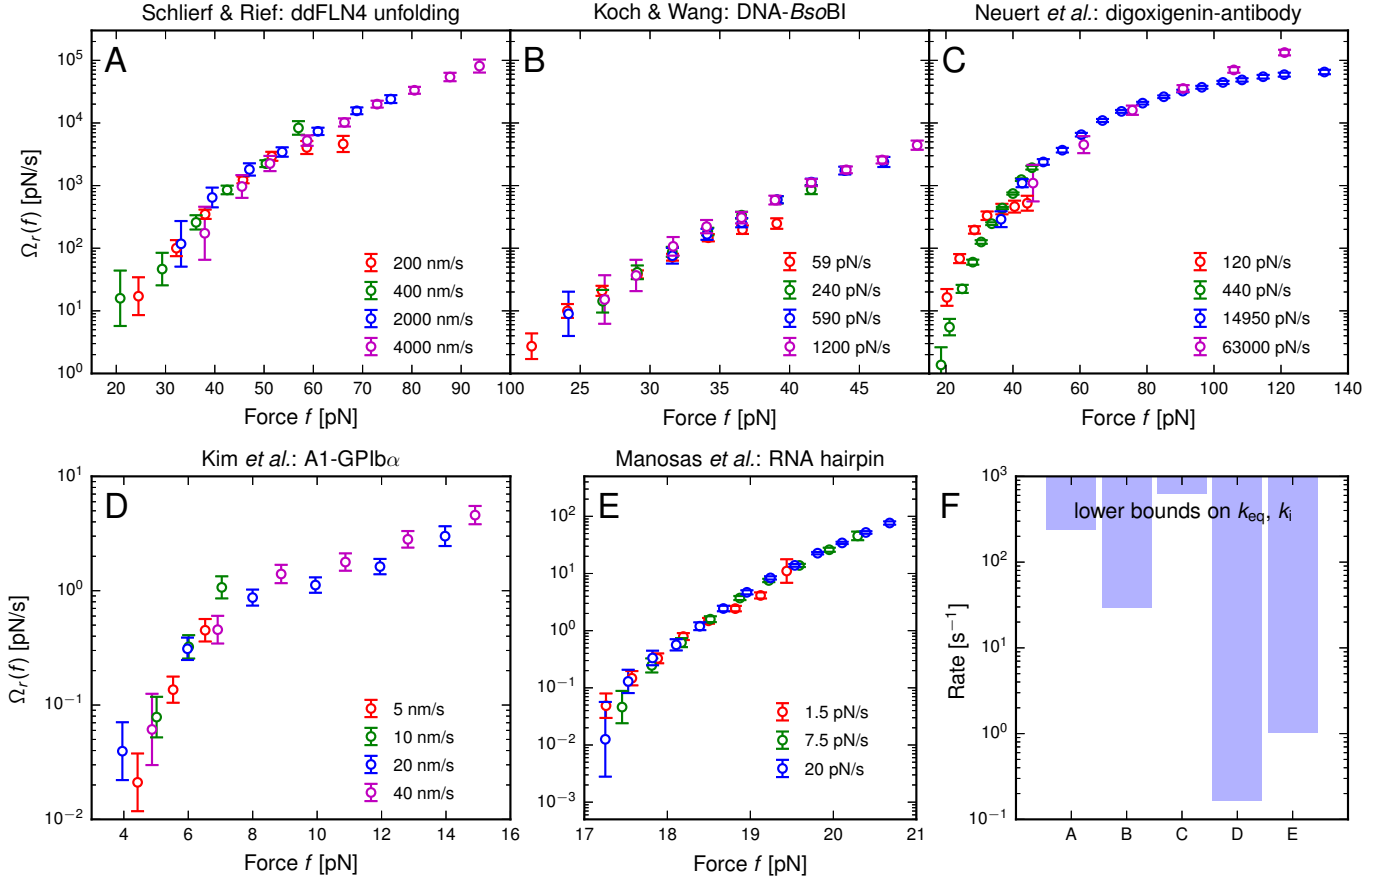 Schlierf & Rief: ddFLN4 unfolding
Koch & Wang: DNA-BsoBI
Neuert et al.: digoxigenin-antibody
A
B
C
Ωr(f) [pN/s]
10^5
10^4
10^3
10^2
10^1
10^0
200 nm/s
400 nm/s
2000 nm/s
4000 nm/s
59 pN/s
240 pN/s
590 pN/s
1200 pN/s
120 pN/s
440 pN/s
14950 pN/s
63000 pN/s
20 30 40 50 60 70 80 90 100
25 30 35 40 45
20 40 60 80 100 120 140
Force f [pN]
Force f [pN]
Force f [pN]
Kim et al.: A1-GPIbα
Manosas et al.: RNA hairpin
D
E
F
Ωr(f) [pN/s]
10^1
10^0
10^−1
10^−2
5 nm/s
10 nm/s
20 nm/s
40 nm/s
4 6 8 10 12 14 16
Force f [pN]
10^2
10^1
10^0
10^−1
10^−2
10^−3
1.5 pN/s
7.5 pN/s
20 pN/s
17 18 19 20 21
Force f [pN]
Rate [s^−1]
10^3
10^2
10^1
10^0
10^−1
lower bounds on keq, ki
A B C D E